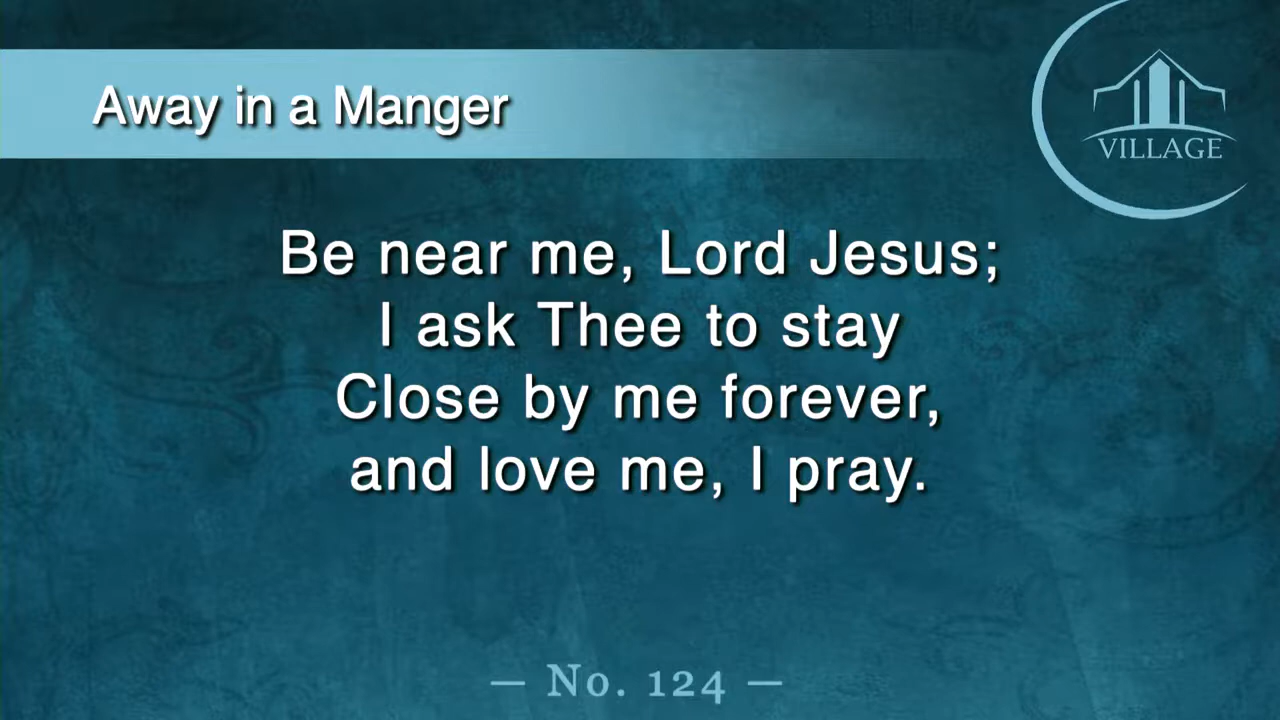 Away in a Manger
VILLAGE
Be near me, Lord Jesus;
I ask Thee to stay
Close by me forever,
and love me, I pray.
— No. 124 —